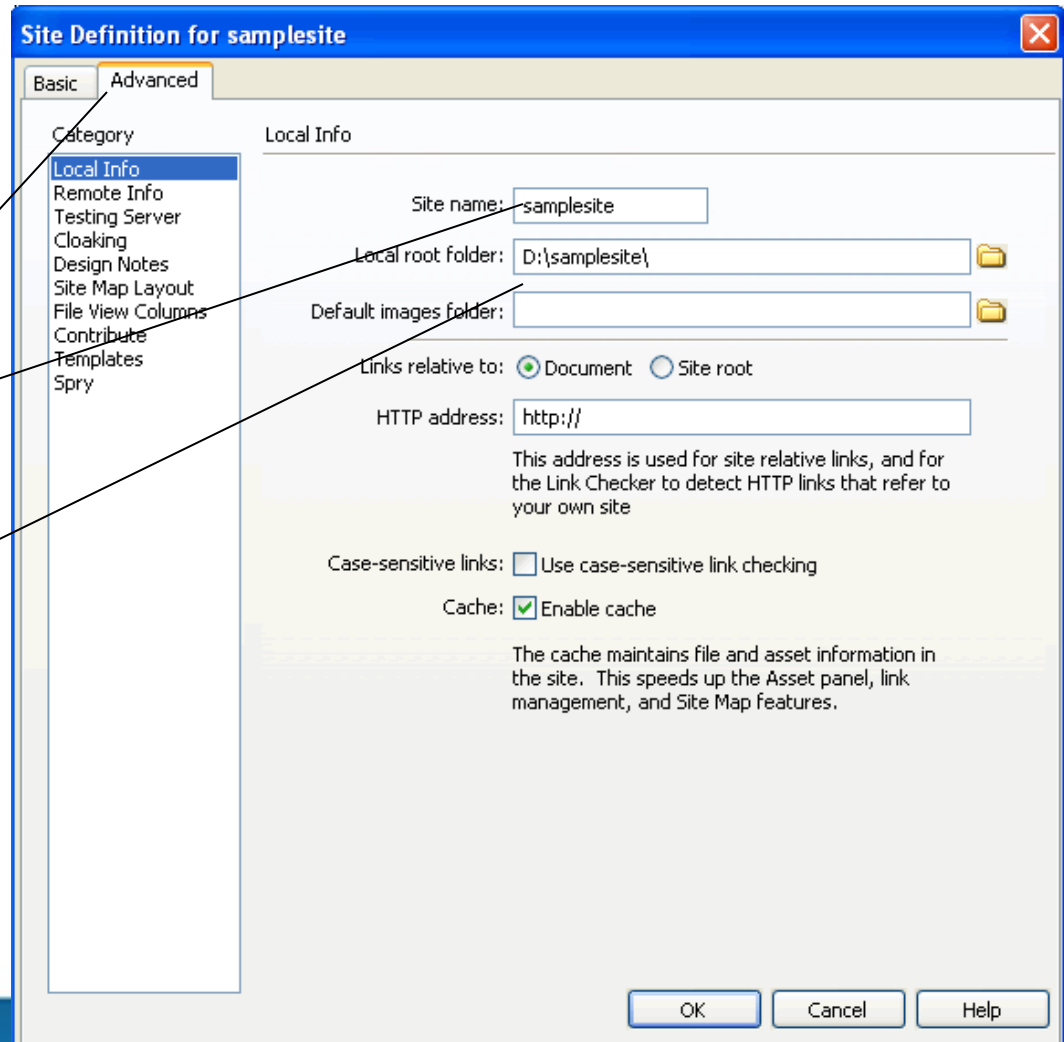 Site Definition for samplesite
Basic
Advanced
Category
Local Info
Remote Info
Testing Server
Cloaking
Design Notes
Site Map Layout
File View Columns
Contribute
Templates
Spry
Local Info
Site name: samplesite
Local root folder: D:\samplesite\
Default images folder:
Links relative to: Document Site root
HTTP address: http://
This address is used for site relative links, and for
the Link Checker to detect HTTP links that refer to
your own site
Case-sensitive links: Use case-sensitive link checking
Cache: Enable cache
The cache maintains file and asset information in
the site. This speeds up the Asset panel, link
management, and Site Map features.
OK Cancel Help